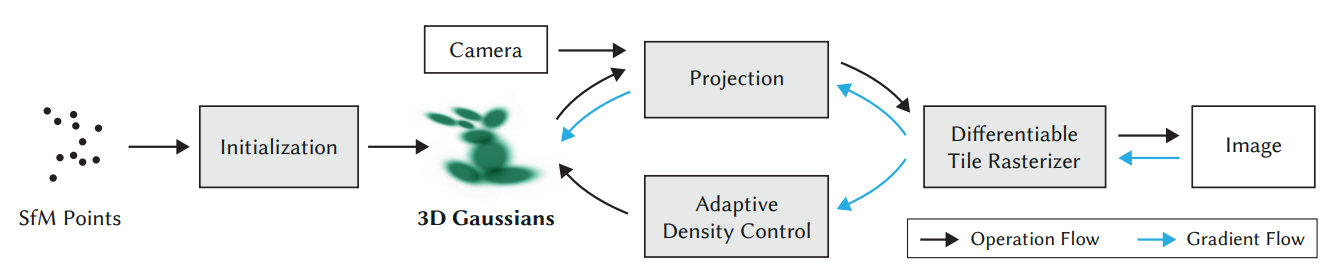 SfM Points
Initialization
Camera
3D Gaussians
Projection
Adaptive
Density Control
Differentiable
Tile Rasterizer
Image
Operation Flow
Gradient Flow